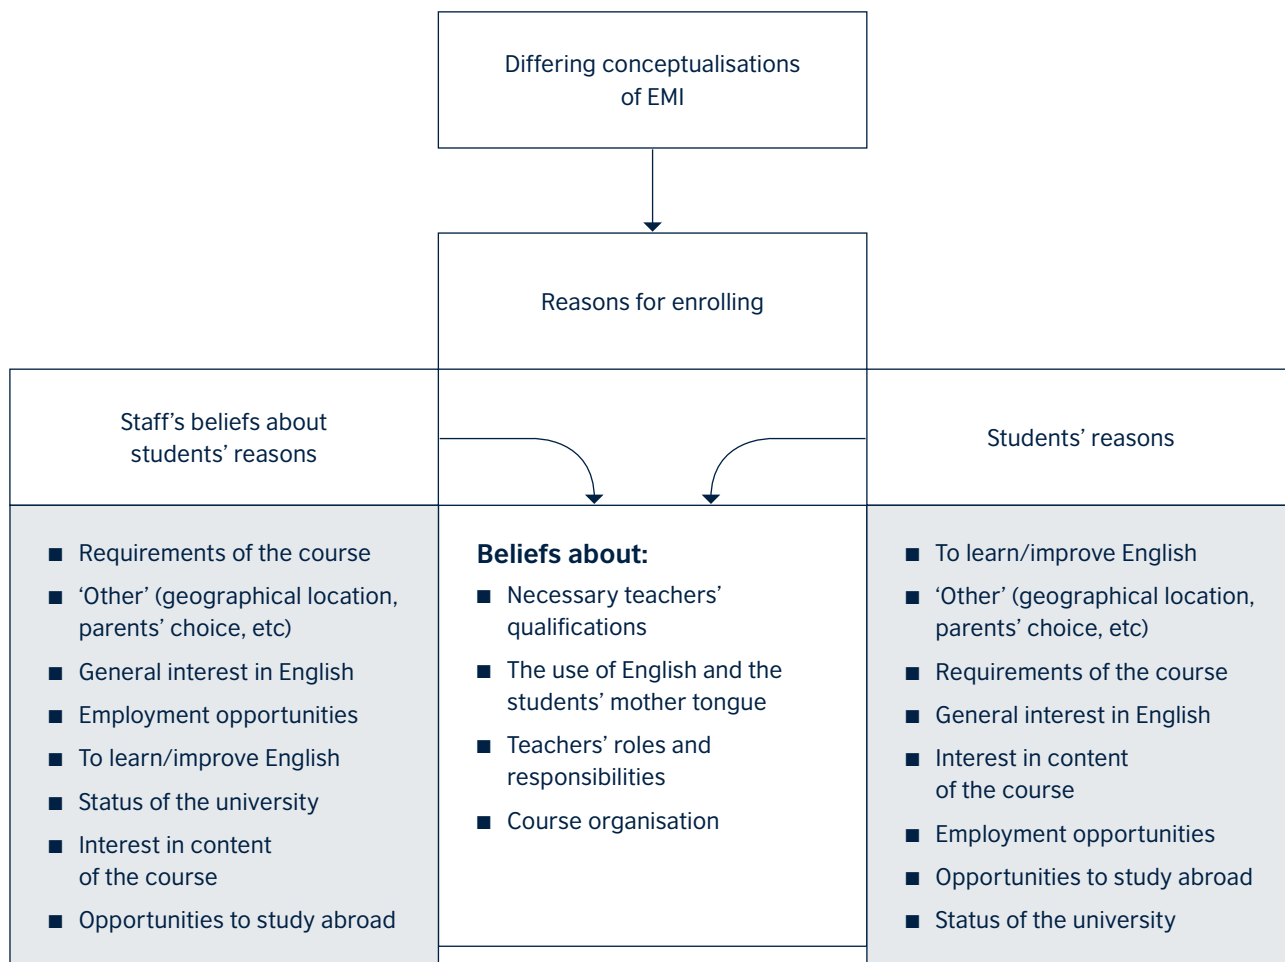 Differing conceptualisations
of EMI
Reasons for enrolling
Staff’s beliefs about
students’ reasons
Students’ reasons
■ Requirements of the course
■ ‘Other’ (geographical location,
parents’ choice, etc)
■ General interest in English
■ Employment opportunities
■ To learn/improve English
■ Status of the university
■ Interest in content
of the course
■ Opportunities to study abroad
Beliefs about:
■ Necessary teachers’
qualifications
■ The use of English and the
students’ mother tongue
■ Teachers’ roles and
responsibilities
■ Course organisation
■ To learn/improve English
■ ‘Other’ (geographical location,
parents’ choice, etc)
■ Requirements of the course
■ General interest in English
■ Interest in content
of the course
■ Employment opportunities
■ Opportunities to study abroad
■ Status of the university